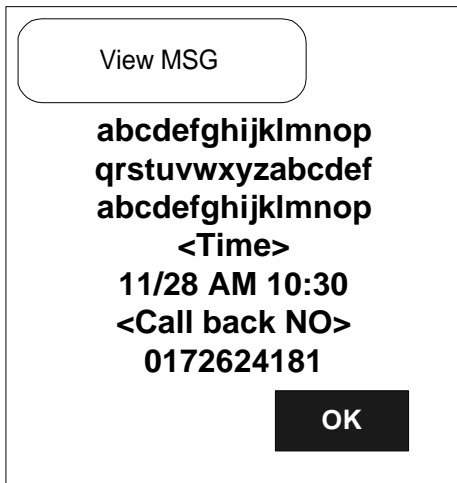 View MSG
abcdefghijklmnop
qrstuvwxyzabcdef
abcdefghijklmnop
<Time>
11/28 AM 10:30
<Call back NO>
0172624181
OK